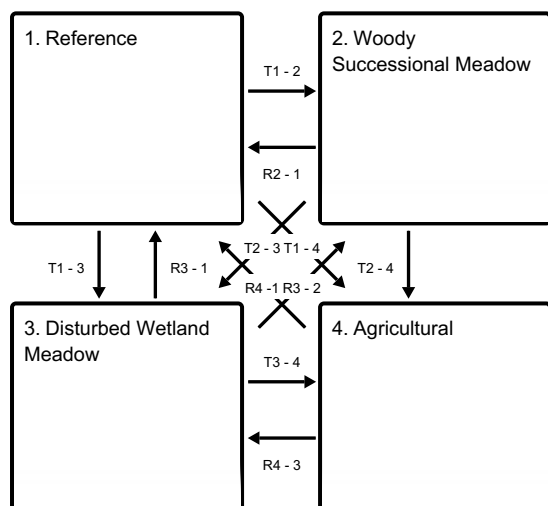 1. Reference
2. Woody
Successional Meadow
T1 - 2
R2 - 1
T1 - 3
R3 - 1
T2 - 3 T1 - 4
T2 - 4
R4 -1 R3 - 2
3. Disturbed Wetland
Meadow
4. Agricultural
T3 - 4
R4 - 3